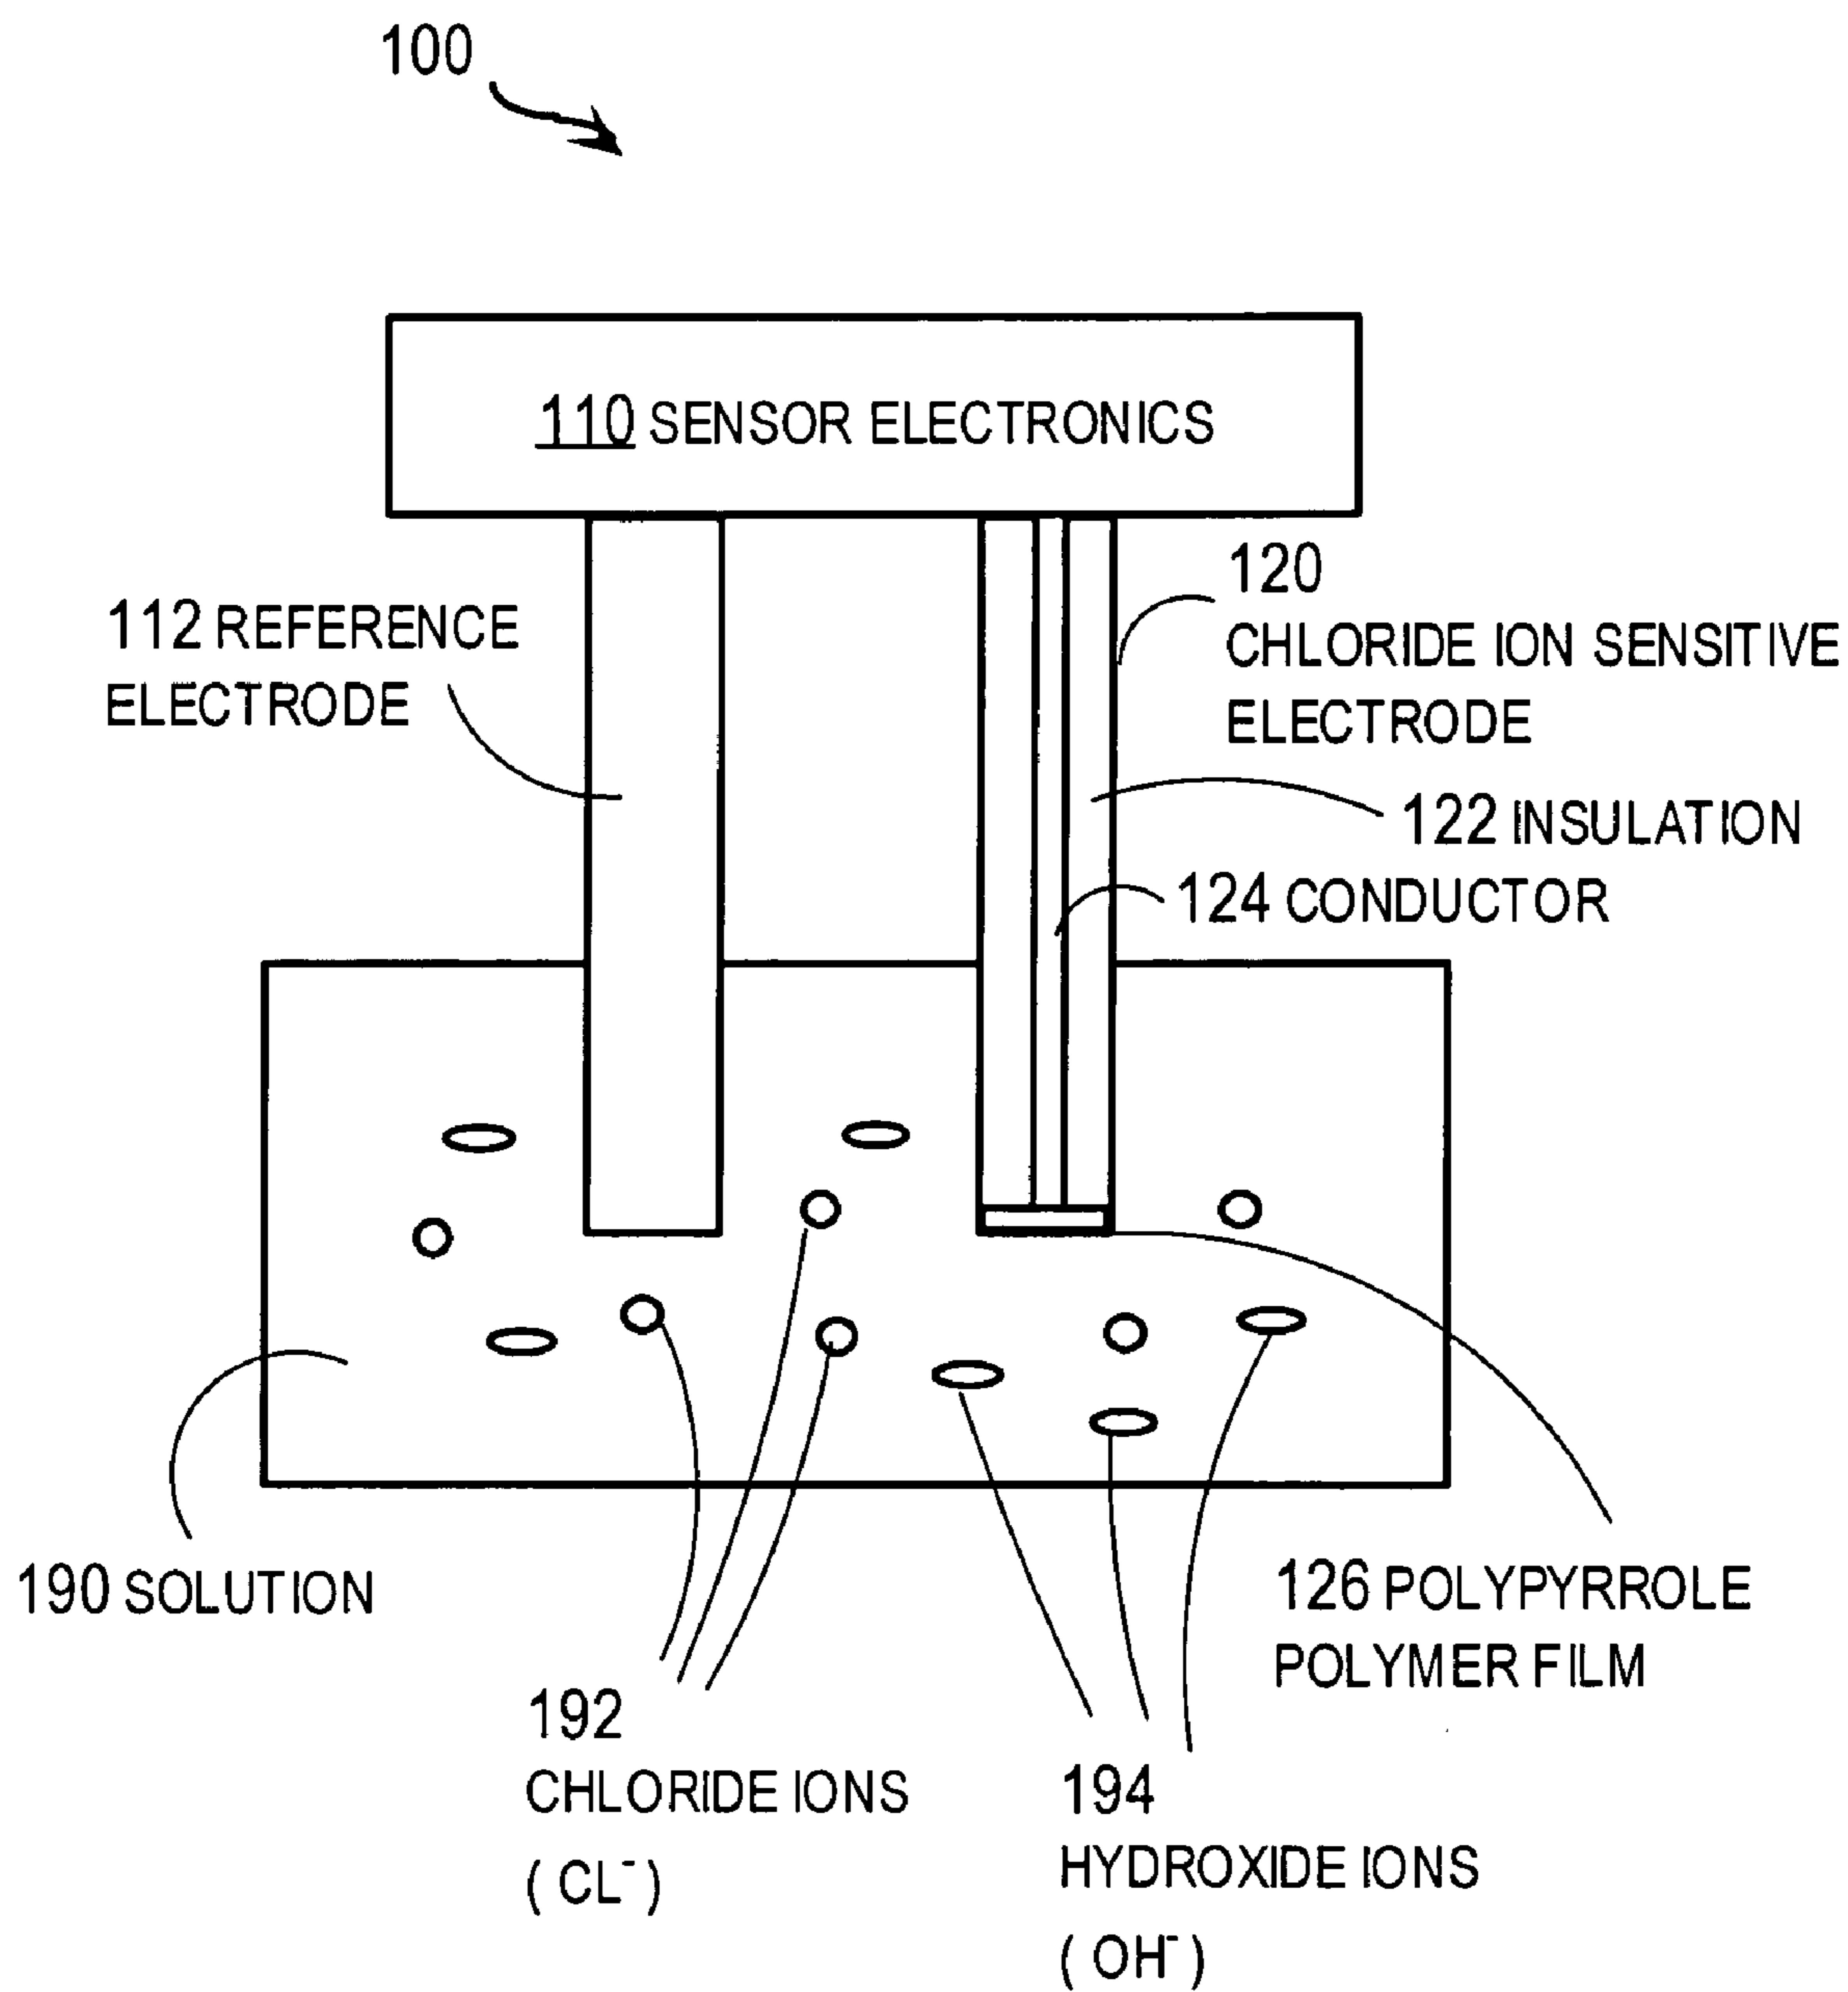 100
110 SENSOR ELECTRONICS
112 REFERENCE
ELECTRODE
120
CHLORIDE ION SENSITIVE
ELECTRODE
122 INSULATION
124 CONDUCTOR
190 SOLUTION
126 POLYPYRROLE
POLYMER FILM
192
CHLORIDE IONS
( CL⁻ )
194
HYDROXIDE IONS
( OH⁻ )